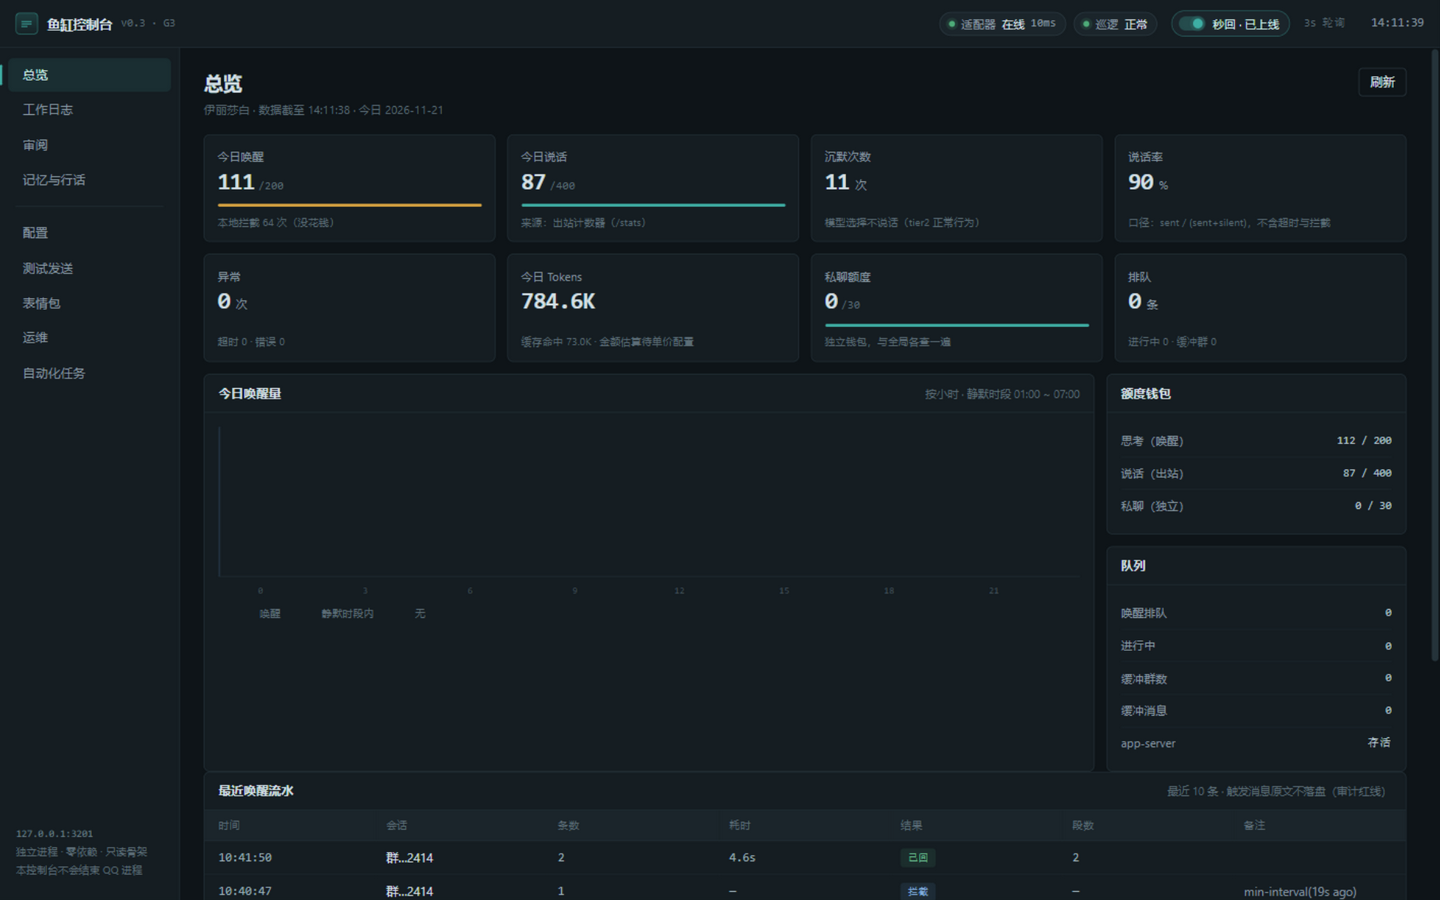 鱼缸控制台 v0.3 · G3
适配器 在线 10ms
巡逻 正常
秒回 · 已上线
3s 轮询
14:11:39
总览
工作日志
审阅
记忆与行话
配置
测试发送
表情包
运维
自动化任务
127.0.0.1:3201
独立进程 · 零依赖 · 只读骨架
本控制台不会结束 QQ 进程
总览
刷新
伊丽莎白 · 数据截至 14:11:38 · 今日 2026-11-21
今日唤醒
111 /200
本地拦截 64 次（没花钱）
今日说话
87 /400
来源：出站计数器（/stats）
沉默次数
11 次
模型选择不说话（tier2 正常行为）
说话率
90 %
口径：sent / (sent+silent)，不含超时与拦截
异常
0 次
超时 0 · 错误 0
今日 Tokens
784.6K
缓存命中 73.0K · 金额估算待单价配置
私聊额度
0 /30
独立钱包，与全局各查一遍
排队
0 条
进行中 0 · 缓冲群 0
今日唤醒量
按小时 · 静默时段 01:00 ~ 07:00
0 3 6 9 12 15 18 21
唤醒 静默时段内 无
额度钱包
思考（唤醒） 112 / 200
说话（出站） 87 / 400
私聊（独立） 0 / 30
队列
唤醒排队 0
进行中 0
缓冲群数 0
缓冲消息 0
app-server 存活
最近唤醒流水
最近 10 条 · 触发消息原文不落盘（审计红线）
时间 会话 条数 耗时 结果 段数 备注
10:41:50 群…2414 2 4.6s 已回 2
10:40:47 群…2414 1 — 拦截 — min-interval(19s ago)